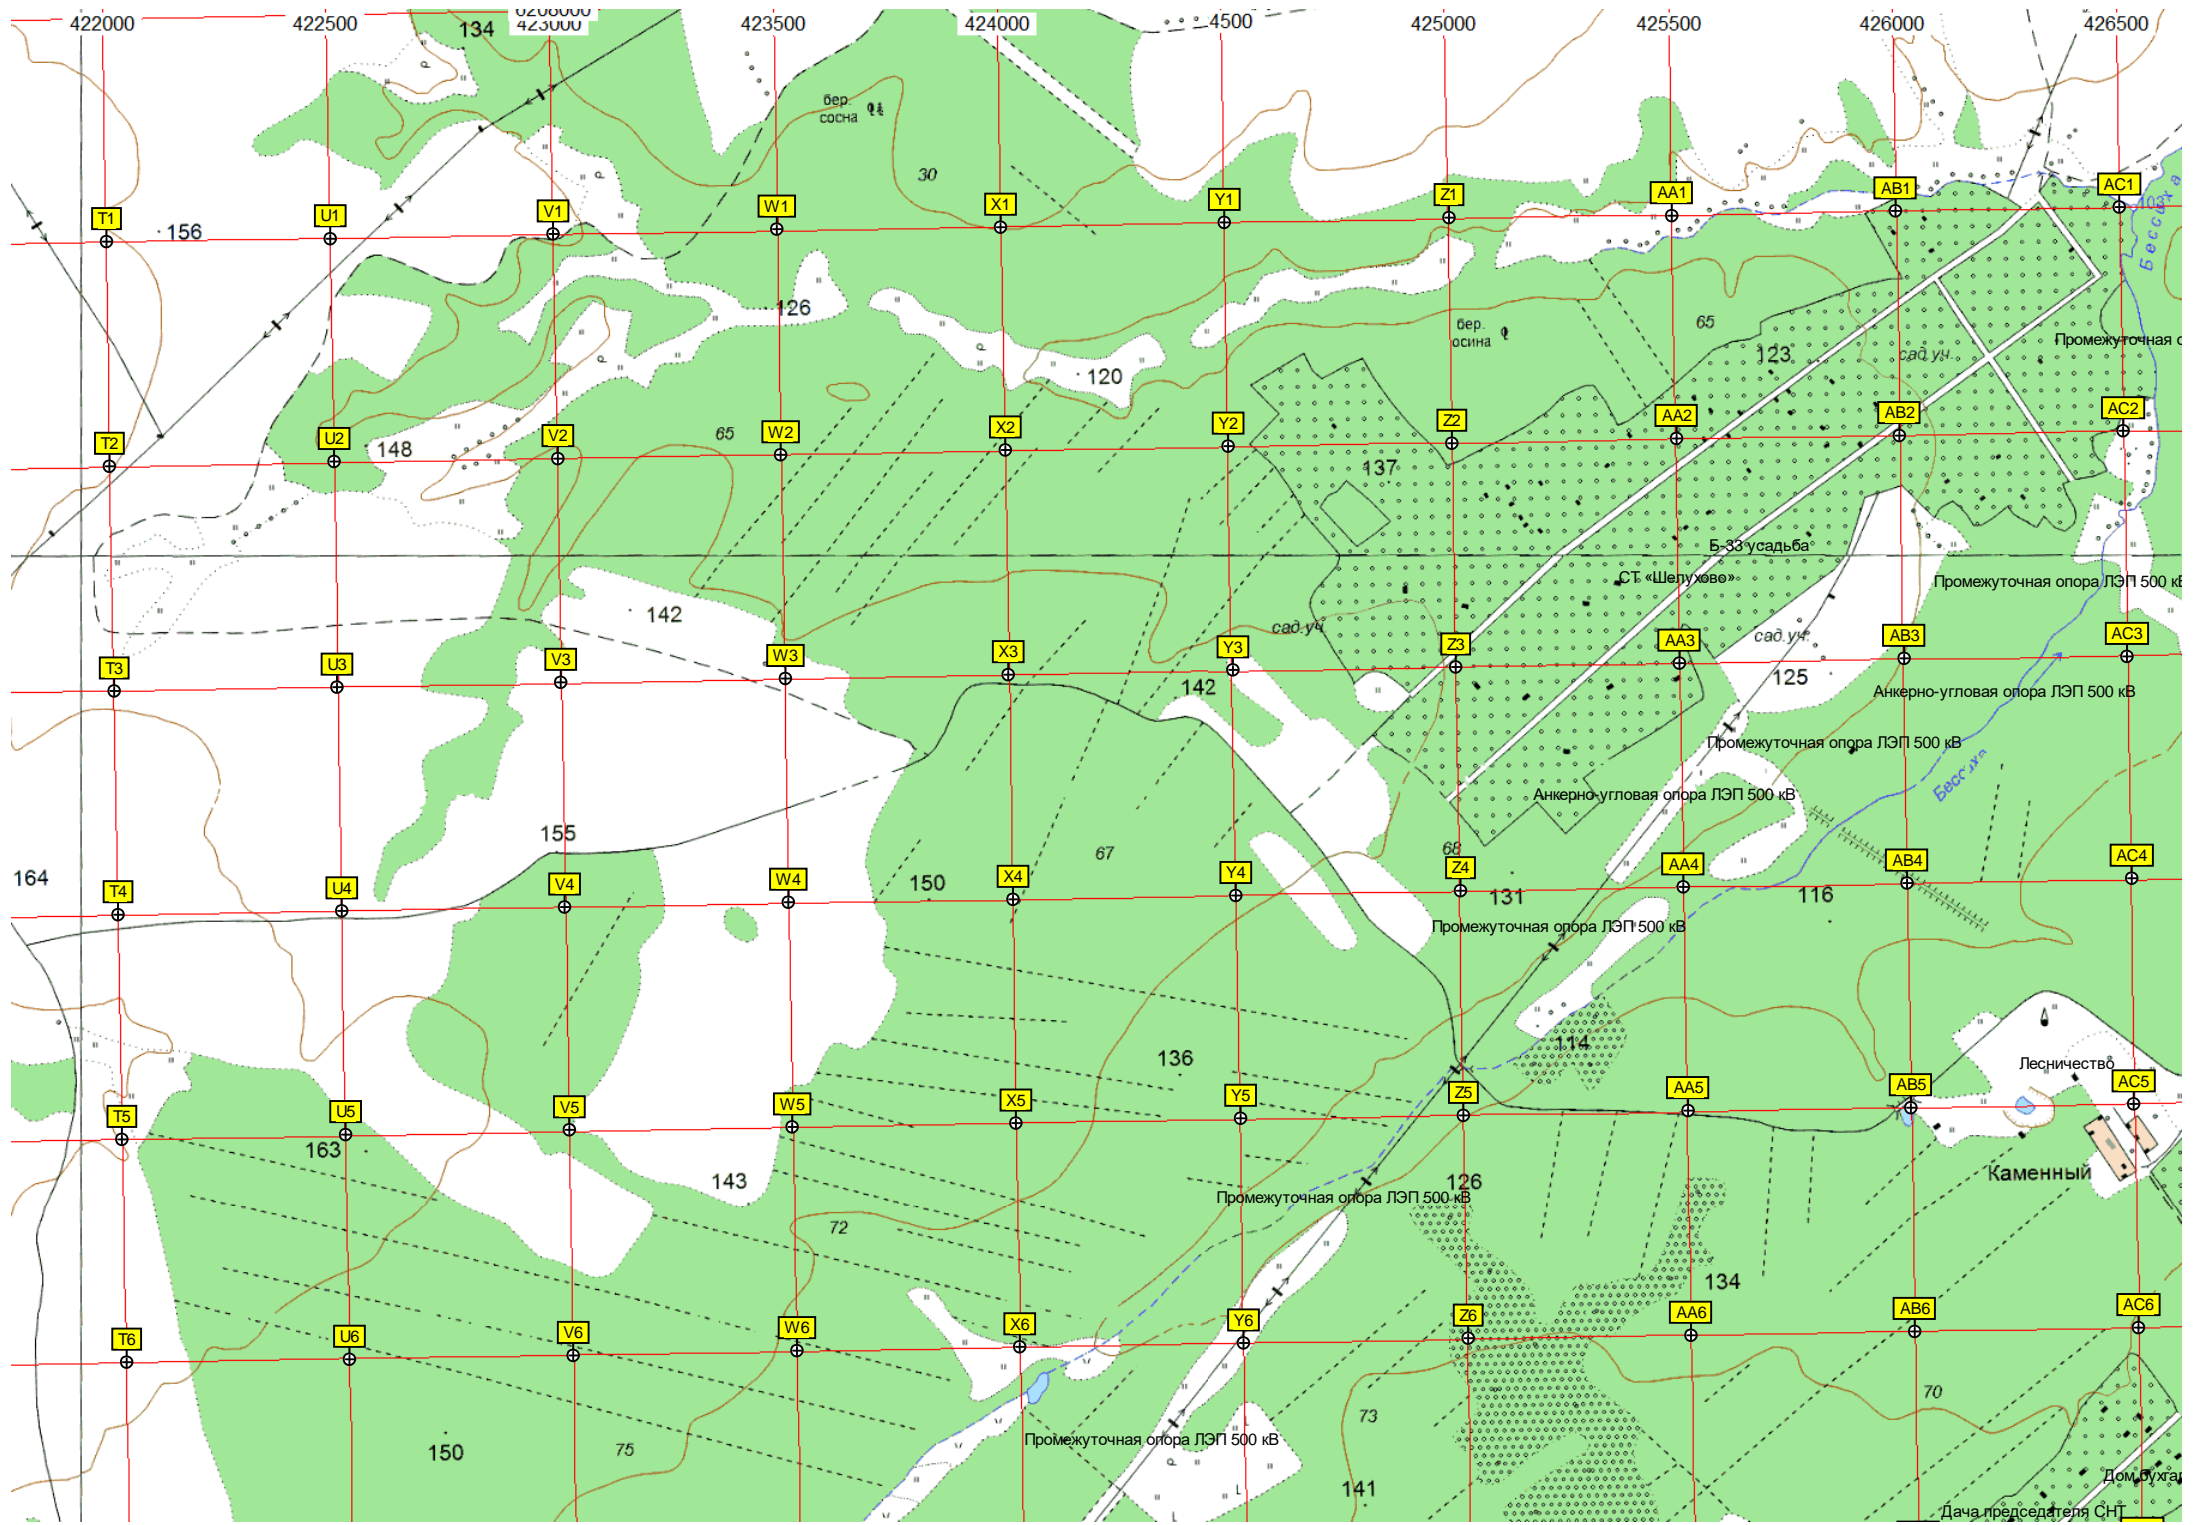 6208000
422000 422500 423000 423500 424000 4500 425000 425500 426000 426500
134
бер.
сосна
30
T1 U1 V1 W1 X1 Y1 Z1 AA1 AB1 AC1
156
103
Бессиха
126
65
бер.
осина
123
сад.уч.
Промежуточная о
120
T2 U2 V2 W2 X2 Y2 Z2 AA2 AB2 AC2
148
65
137
Б-33 усадьба
СТ «Шелухово»
Промежуточная опора ЛЭП 500 кВ
142
сад.уч.
сад.уч.
T3 U3 V3 W3 X3 Y3 Z3 AA3 AB3 AC3
142
125
Анкерно-угловая опора ЛЭП 500 кВ
Промежуточная опора ЛЭП 500 кВ
Бессиха
Анкерно-угловая опора ЛЭП 500 кВ
155
67
68
164
T4 U4 V4 W4 X4 Y4 Z4 AA4 AB4 AC4
150
131
116
Промежуточная опора ЛЭП 500 кВ
114
136
Лесничество
T5 U5 V5 W5 X5 Y5 Z5 AA5 AB5 AC5
163
143
126
Каменный
Промежуточная опора ЛЭП 500 кВ
72
134
T6 U6 V6 W6 X6 Y6 Z6 AA6 AB6 AC6
70
73
150
75
Промежуточная опора ЛЭП 500 кВ
141
Дом бухга
Дача председателя СНТ